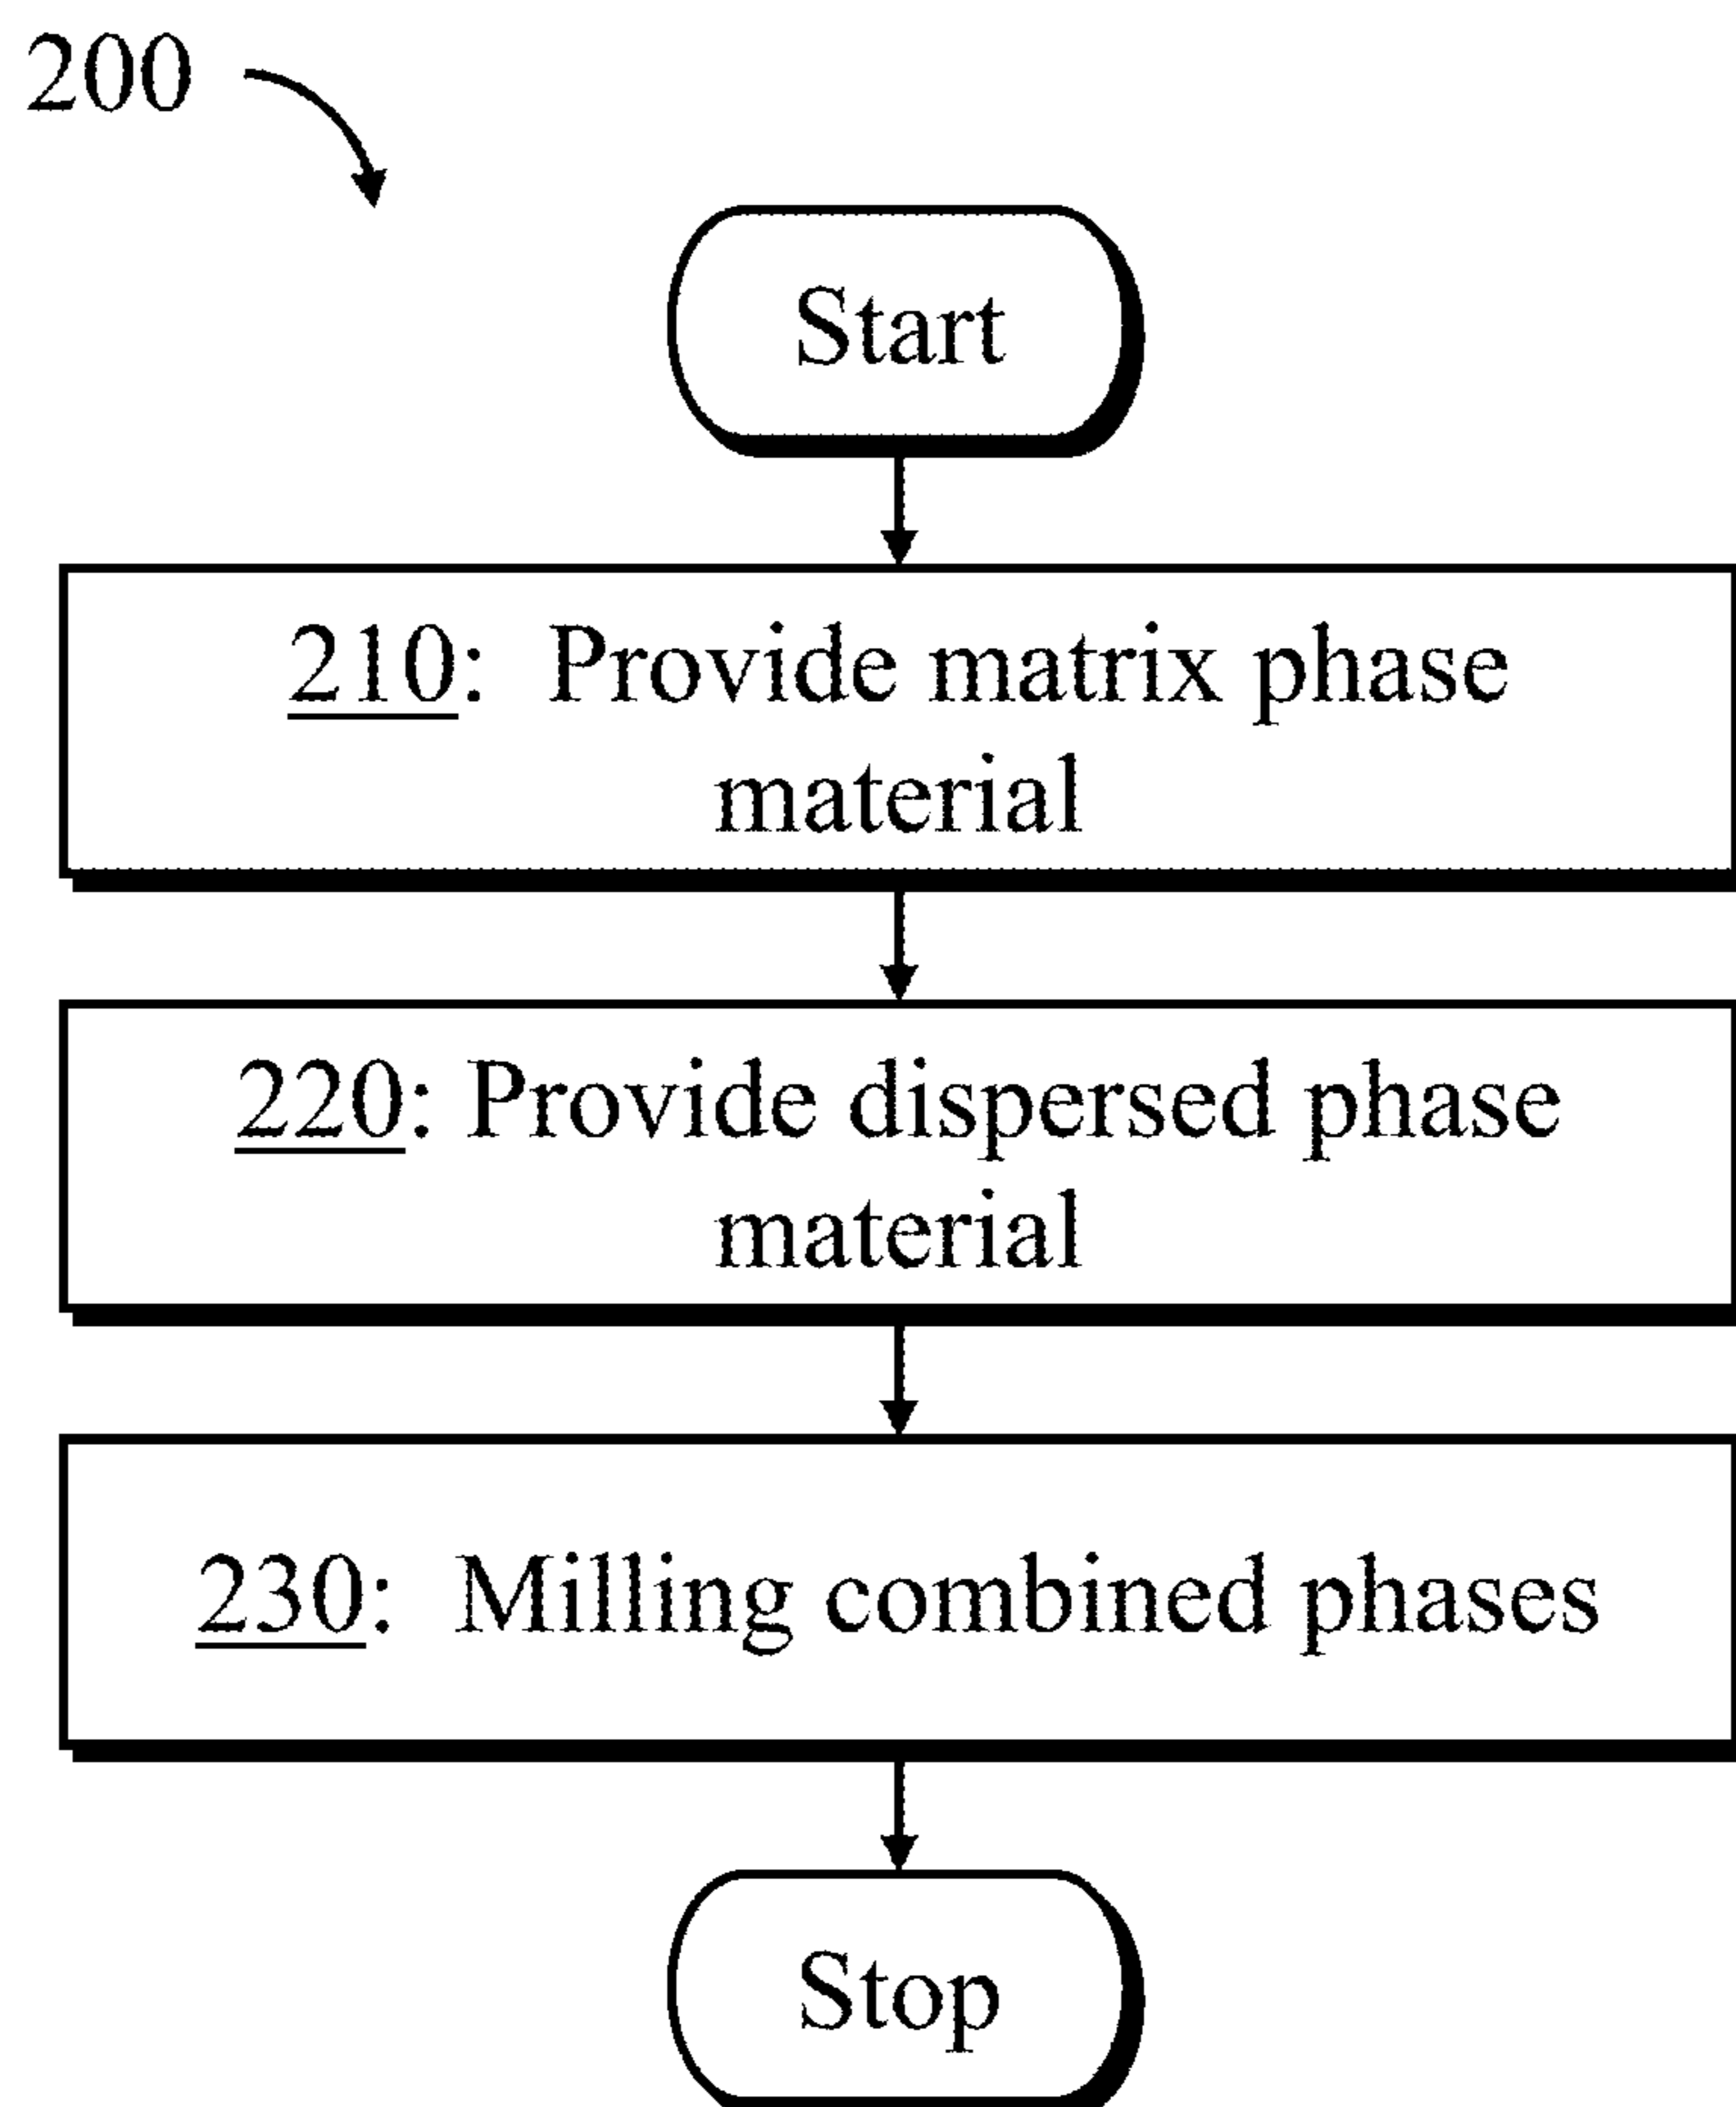 200
Start
210: Provide matrix phase
material
220: Provide dispersed phase
material
230: Milling combined phases
Stop